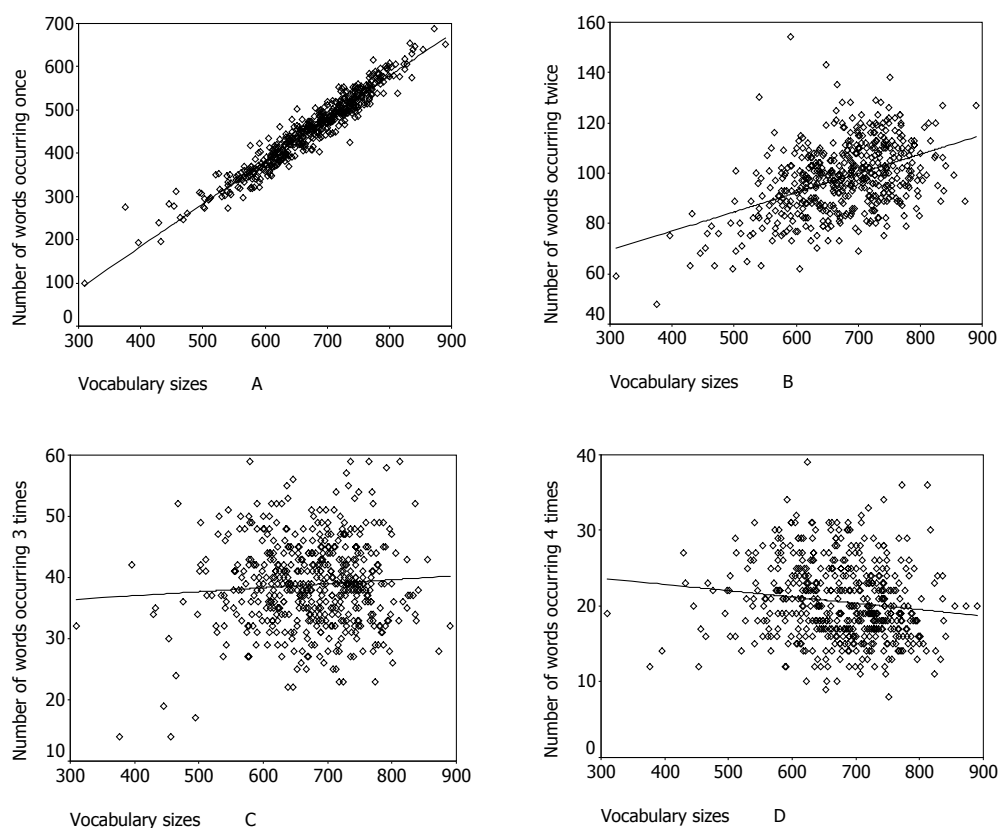 Number of words occurring once
700
600
500
400
300
200
100
0
300 400 500 600 700 800 900
Vocabulary sizes A
Number of words occurring twice
160
140
120
100
80
60
40
300 400 500 600 700 800 900
Vocabulary sizes B
Number of words occurring 3 times
60
50
40
30
20
10
300 400 500 600 700 800 900
Vocabulary sizes C
Number of words occurring 4 times
40
30
20
10
0
300 400 500 600 700 800 900
Vocabulary sizes D